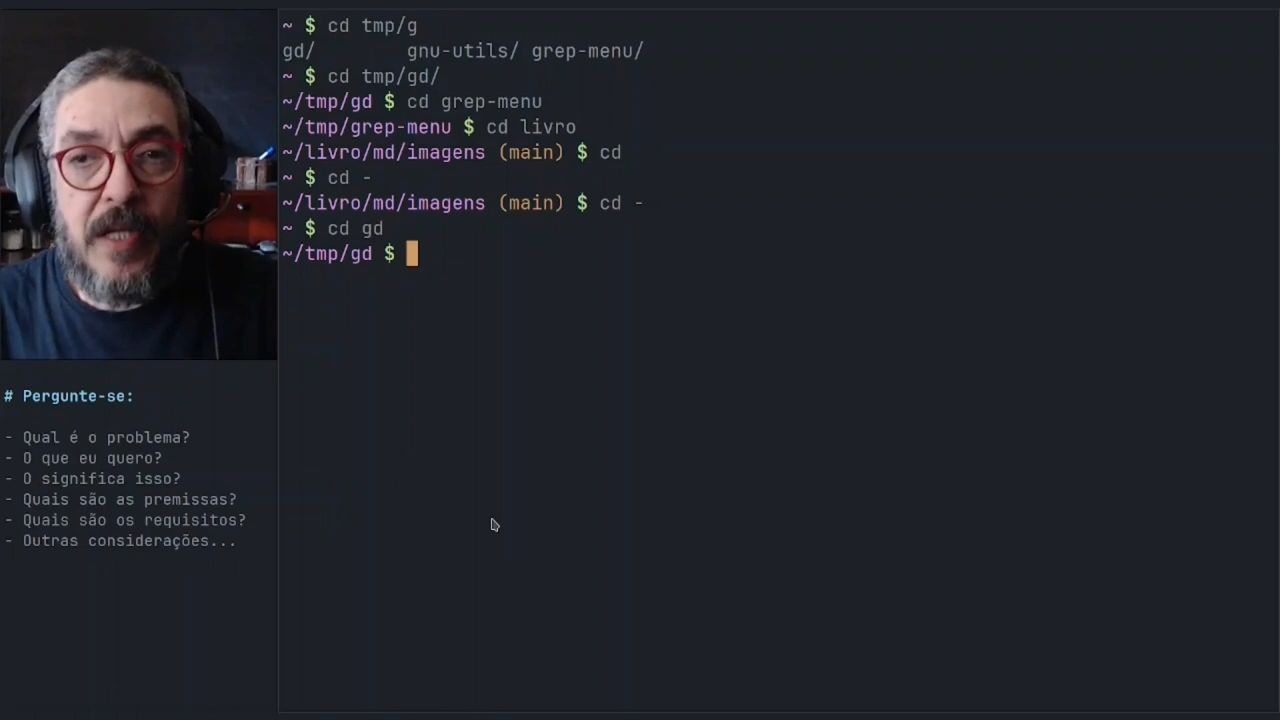 ~ $ cd tmp/g
gd/ gnu-utils/ grep-menu/
~ $ cd tmp/gd/
~/tmp/gd $ cd grep-menu
~/tmp/grep-menu $ cd livro
~/livro/md/imagens (main) $ cd
~ $ cd -
~/livro/md/imagens (main) $ cd -
~ $ cd gd
~/tmp/gd $
# Pergunte-se:
- Qual é o problema?
- O que eu quero?
- O significa isso?
- Quais são as premissas?
- Quais são os requisitos?
- Outras considerações...